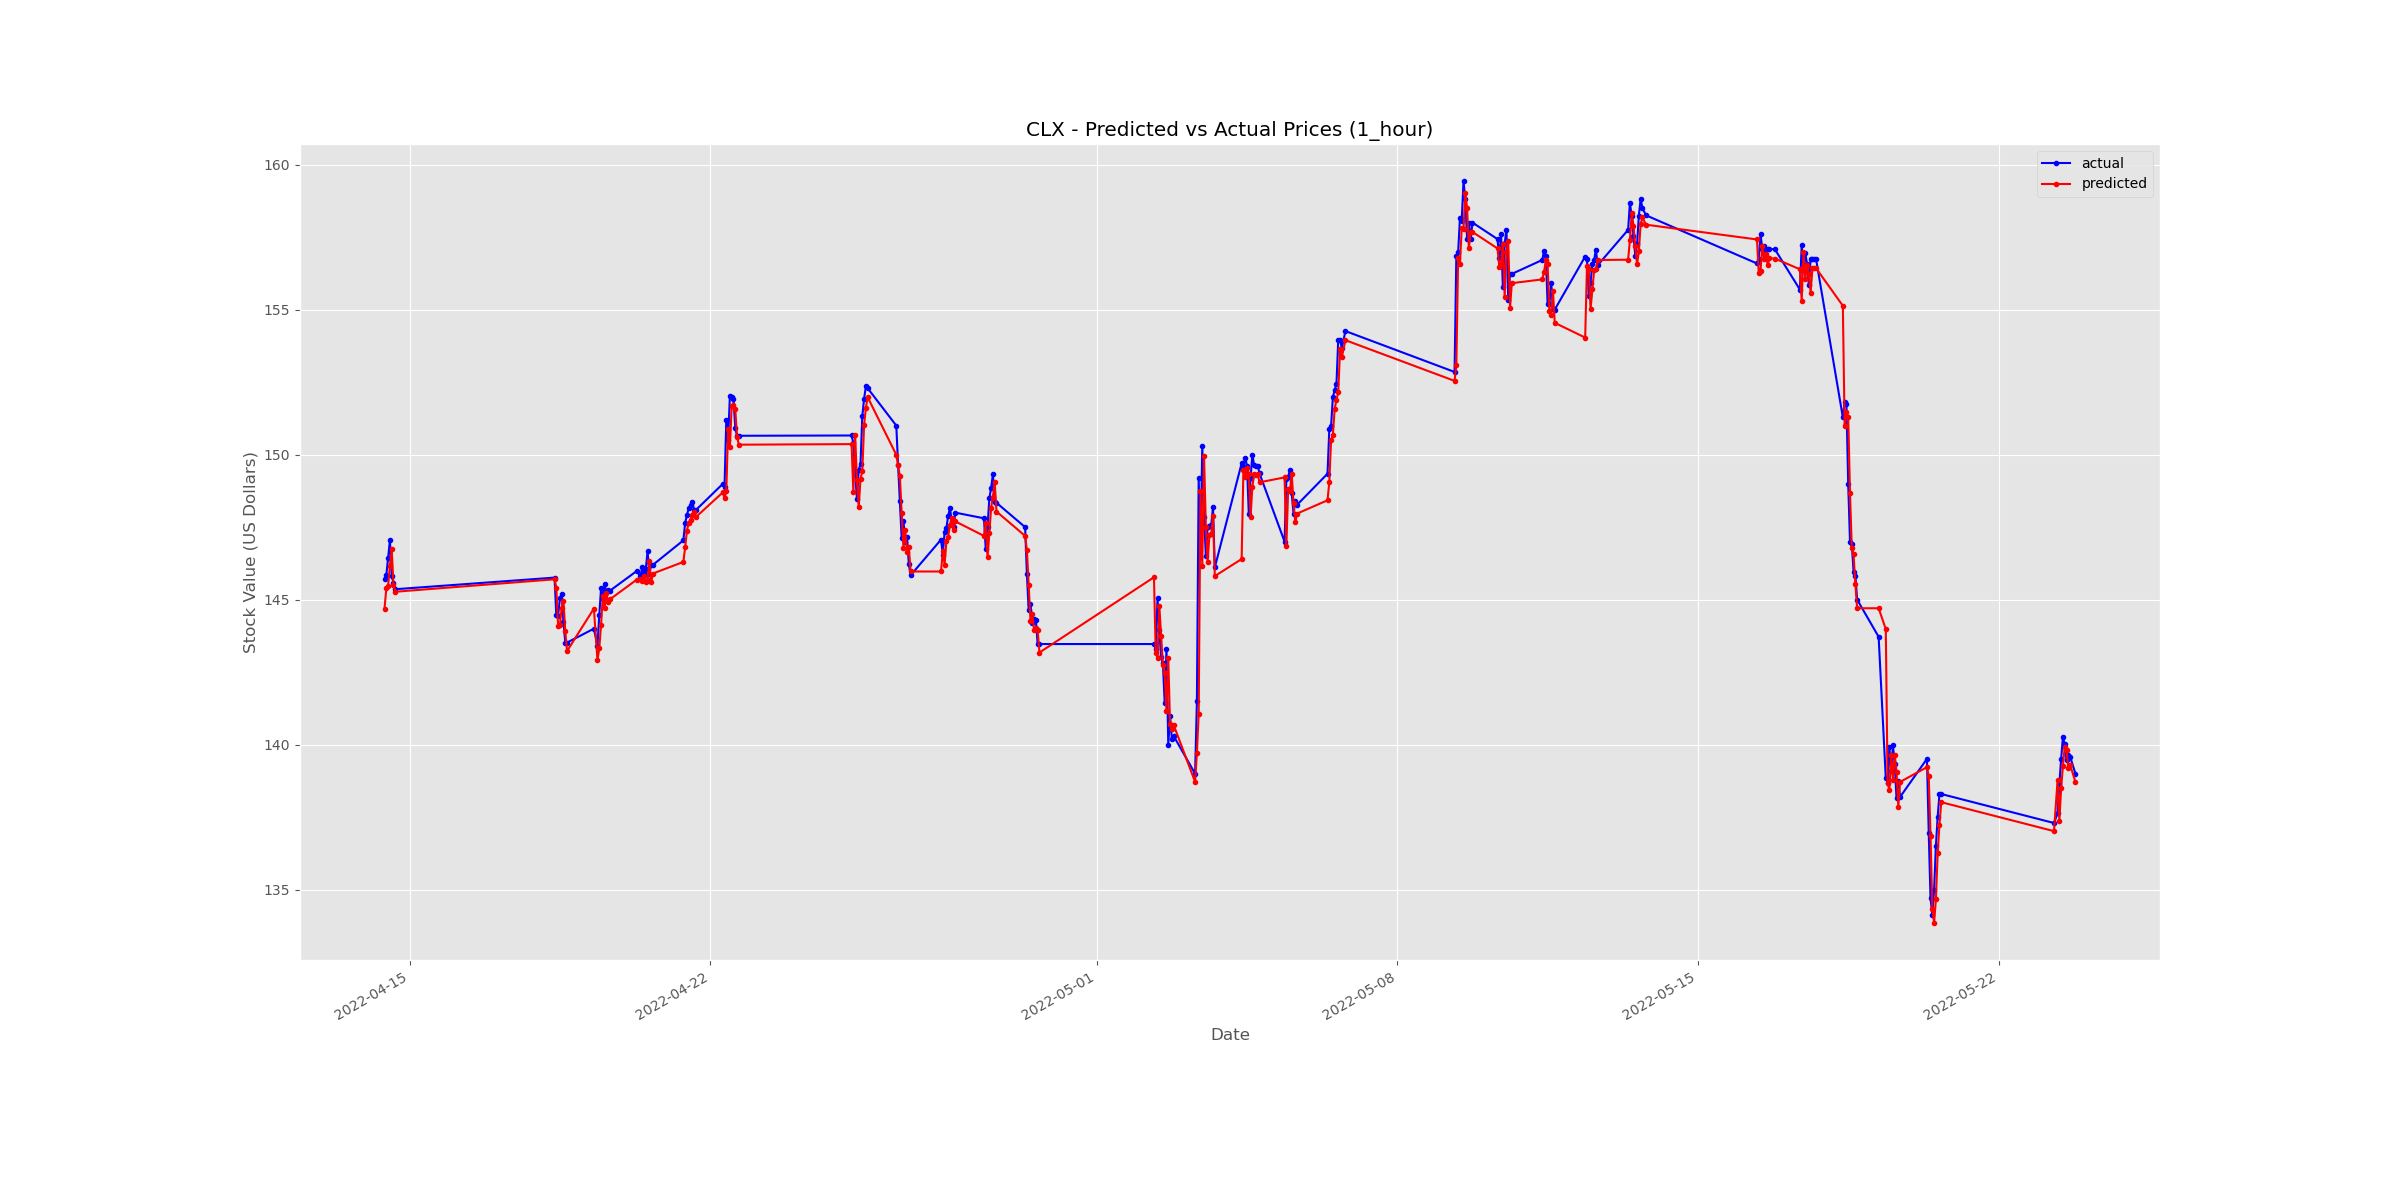 CLX - Predicted vs Actual Prices (1_hour)
actual
predicted
160
155
150
145
140
135
Stock Value (US Dollars)
2022-04-15
2022-04-22
2022-05-01
2022-05-08
2022-05-15
2022-05-22
Date